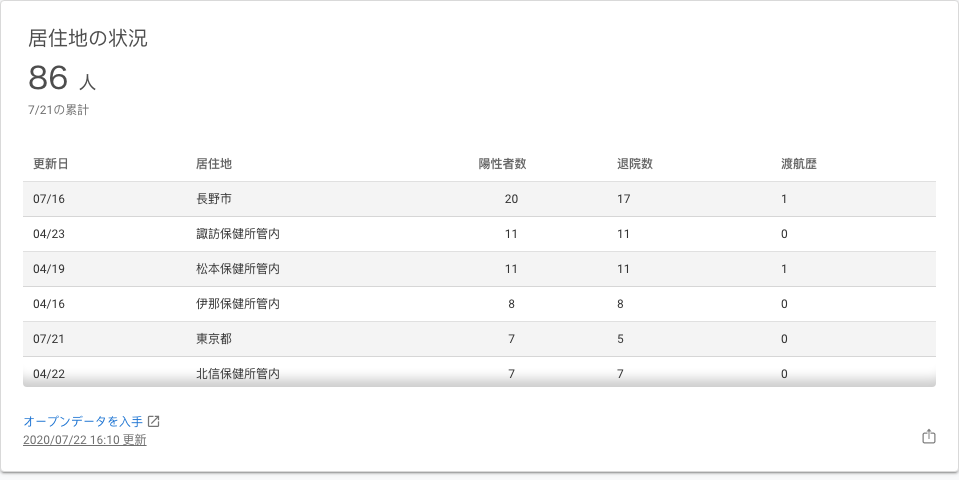 居住地の状況
86 人
7/21の累計
更新日 居住地 陽性者数 退院数 渡航歴
07/16 長野市 20 17 1
04/23 諏訪保健所管内 11 11 0
04/19 松本保健所管内 11 11 1
04/16 伊那保健所管内 8 8 0
07/21 東京都 7 5 0
04/22 北信保健所管内 7 7 0
オープンデータを入手
2020/07/22 16:10 更新